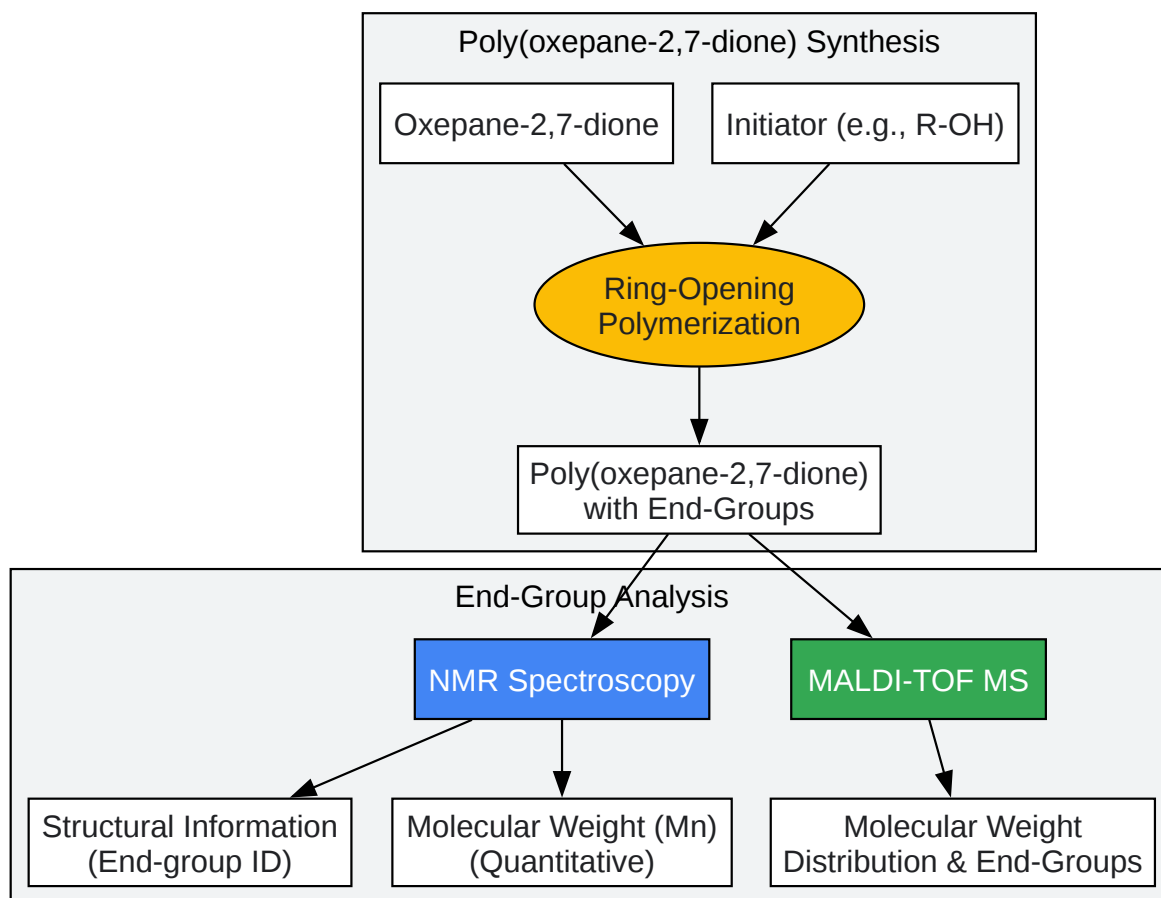 Poly(oxepane-2,7-dione) Synthesis
Oxepane-2,7-dione
Initiator (e.g., R-OH)
Ring-Opening
Polymerization
Poly(oxepane-2,7-dione)
with End-Groups
End-Group Analysis
NMR Spectroscopy
MALDI-TOF MS
Structural Information
(End-group ID)
Molecular Weight (Mn)
(Quantitative)
Molecular Weight
Distribution & End-Groups